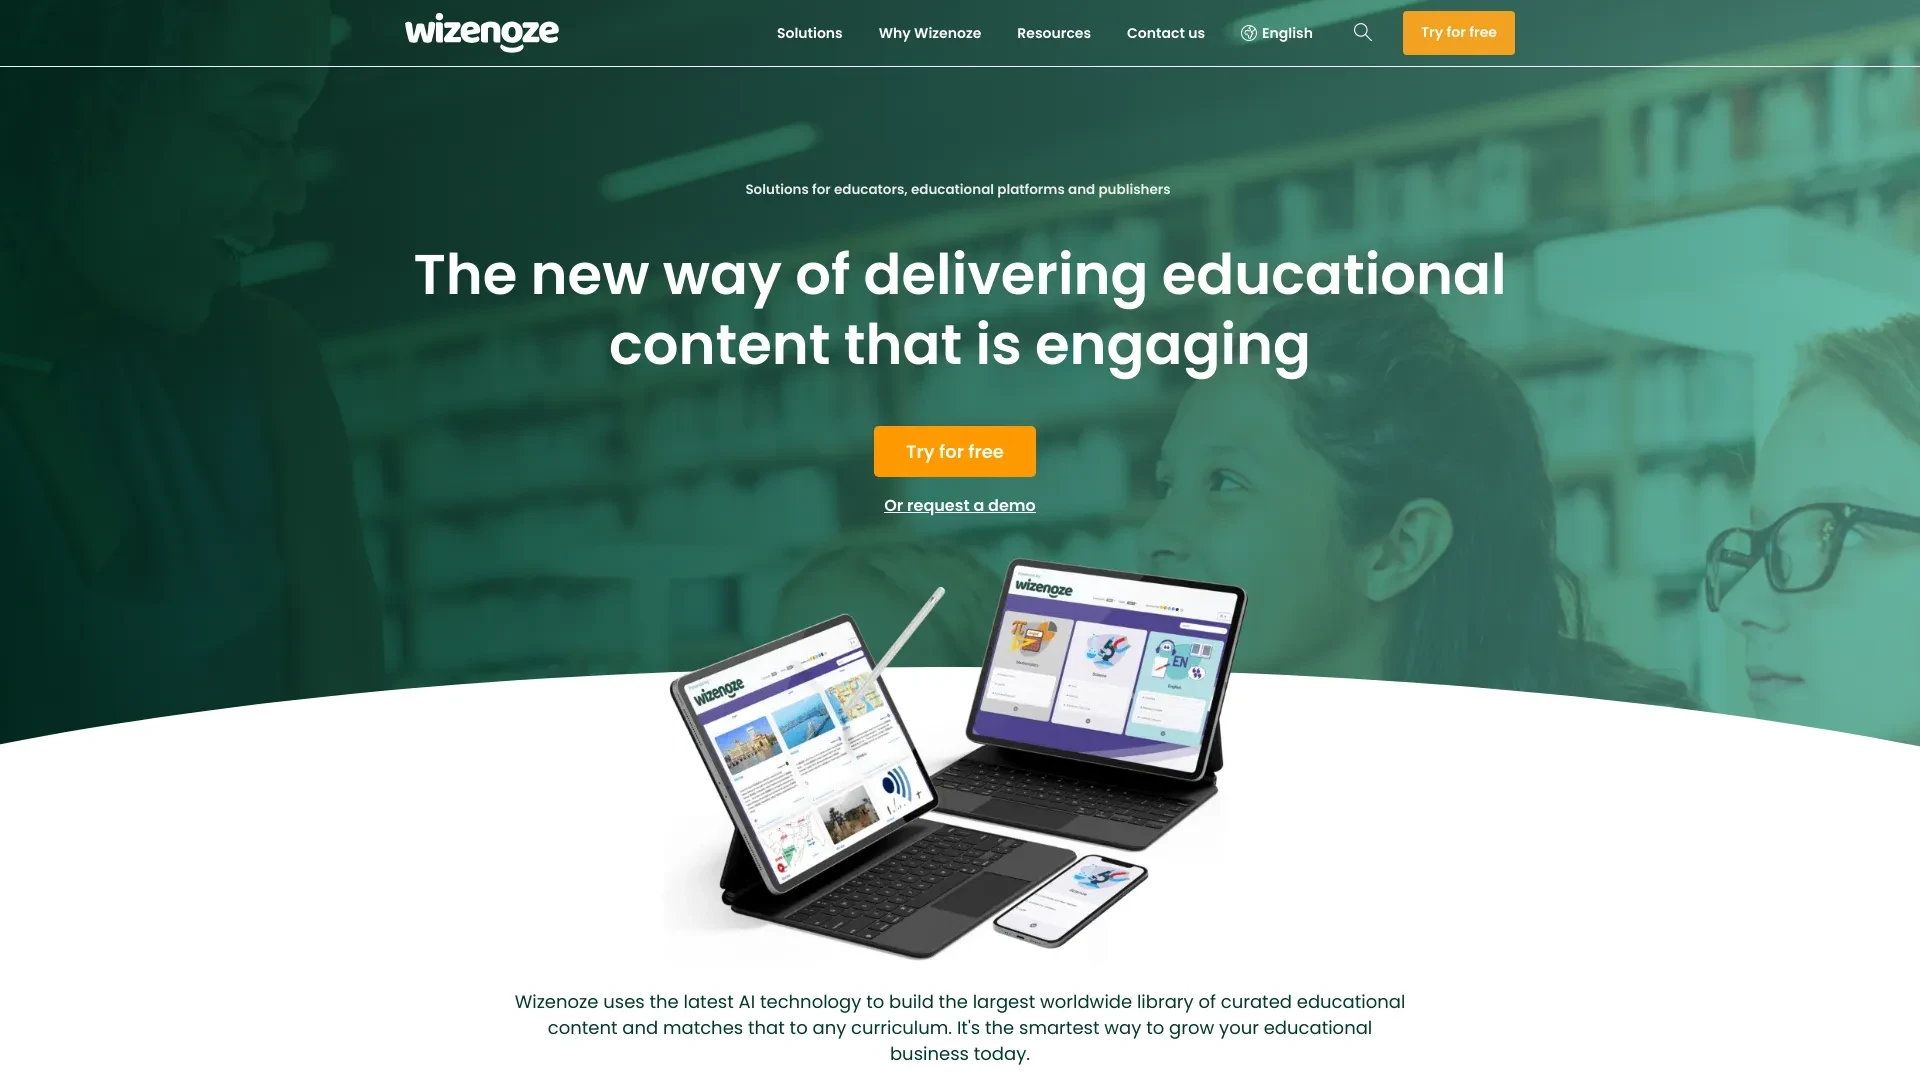 wizenoze
Solutions
Why Wizenoze
Resources
Contact us
English
Try for free
Solutions for educators, educational platforms and publishers
The new way of delivering educational
content that is engaging
Try for free
Or request a demo
wizenoze
wizenoze
Mathematics
Science
EN
English
Wizenoze uses the latest AI technology to build the largest worldwide library of curated educational
content and matches that to any curriculum. It's the smartest way to grow your educational
business today.